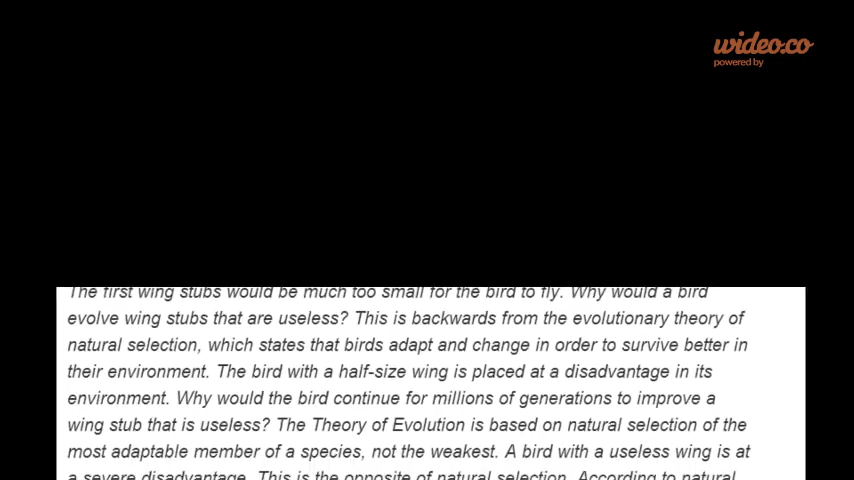 wideo.co
powered by
The first wing stubs would be much too small for the bird to fly. Why would a bird
evolve wing stubs that are useless? This is backwards from the evolutionary theory of
natural selection, which states that birds adapt and change in order to survive better in
their environment. The bird with a half-size wing is placed at a disadvantage in its
environment. Why would the bird continue for millions of generations to improve a
wing stub that is useless? The Theory of Evolution is based on natural selection of the
most adaptable member of a species, not the weakest. A bird with a useless wing is at
a severe disadvantage. This is the opposite of natural selection. According to natural